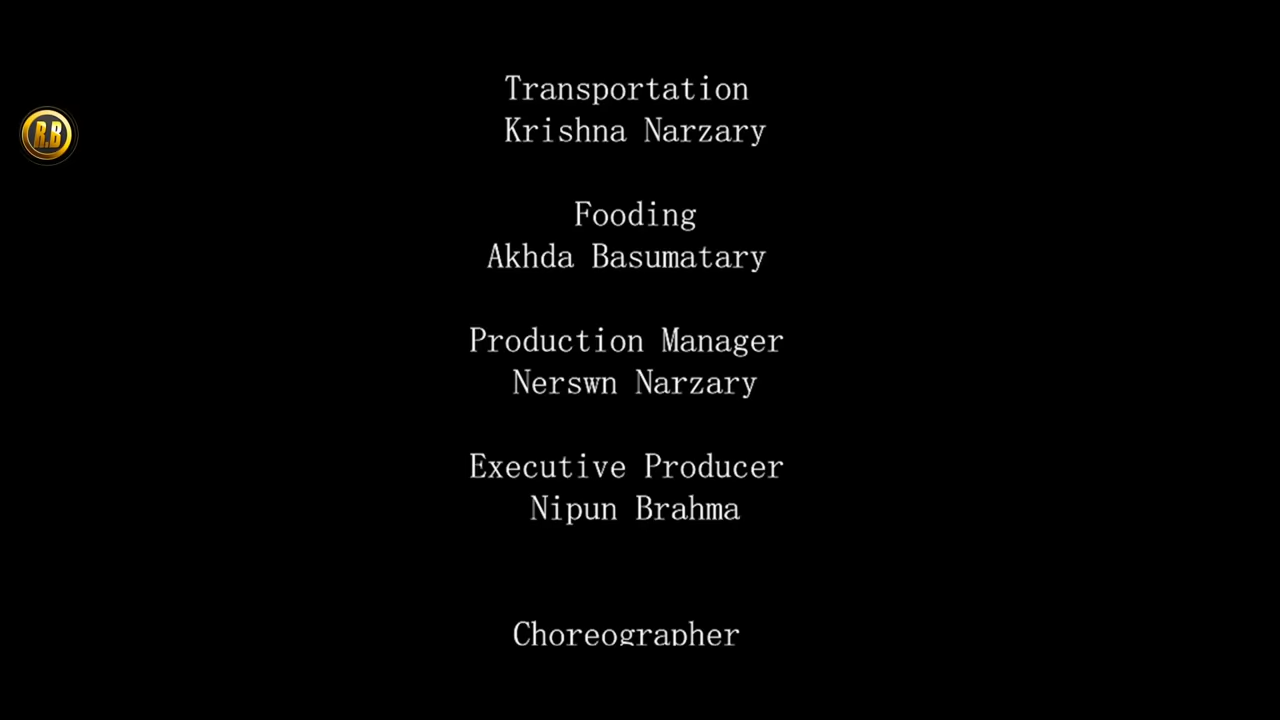 Transportation
Krishna Narzary
R.B
Fooding
Akhda Basumatary
Production Manager
Nerswn Narzary
Executive Producer
Nipun Brahma
Choreographer